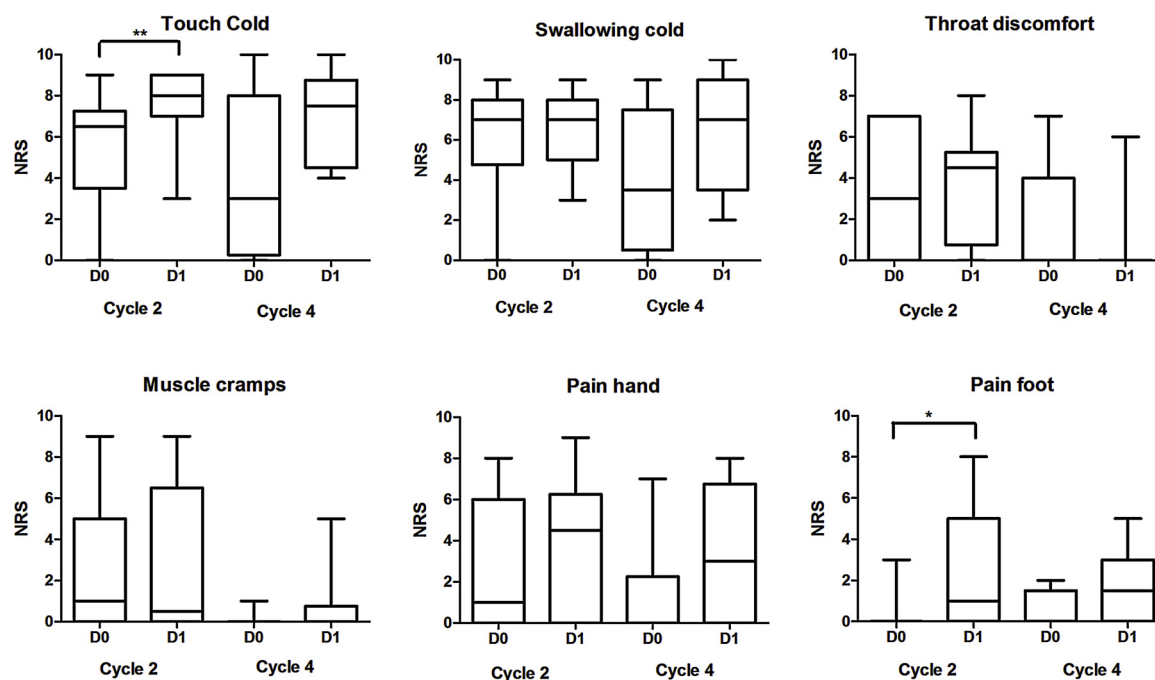 Touch Cold
**
10
8
6
4
2
0
NRS
D0 D1 D0 D1
Cycle 2 Cycle 4
Swallowing cold
10
8
6
4
2
0
NRS
D0 D1 D0 D1
Cycle 2 Cycle 4
Throat discomfort
10
8
6
4
2
0
NRS
D0 D1 D0 D1
Cycle 2 Cycle 4
Muscle cramps
10
8
6
4
2
0
NRS
D0 D1 D0 D1
Cycle 2 Cycle 4
Pain hand
10
8
6
4
2
0
NRS
D0 D1 D0 D1
Cycle 2 Cycle 4
Pain foot
*
10
8
6
4
2
0
NRS
D0 D1 D0 D1
Cycle 2 Cycle 4